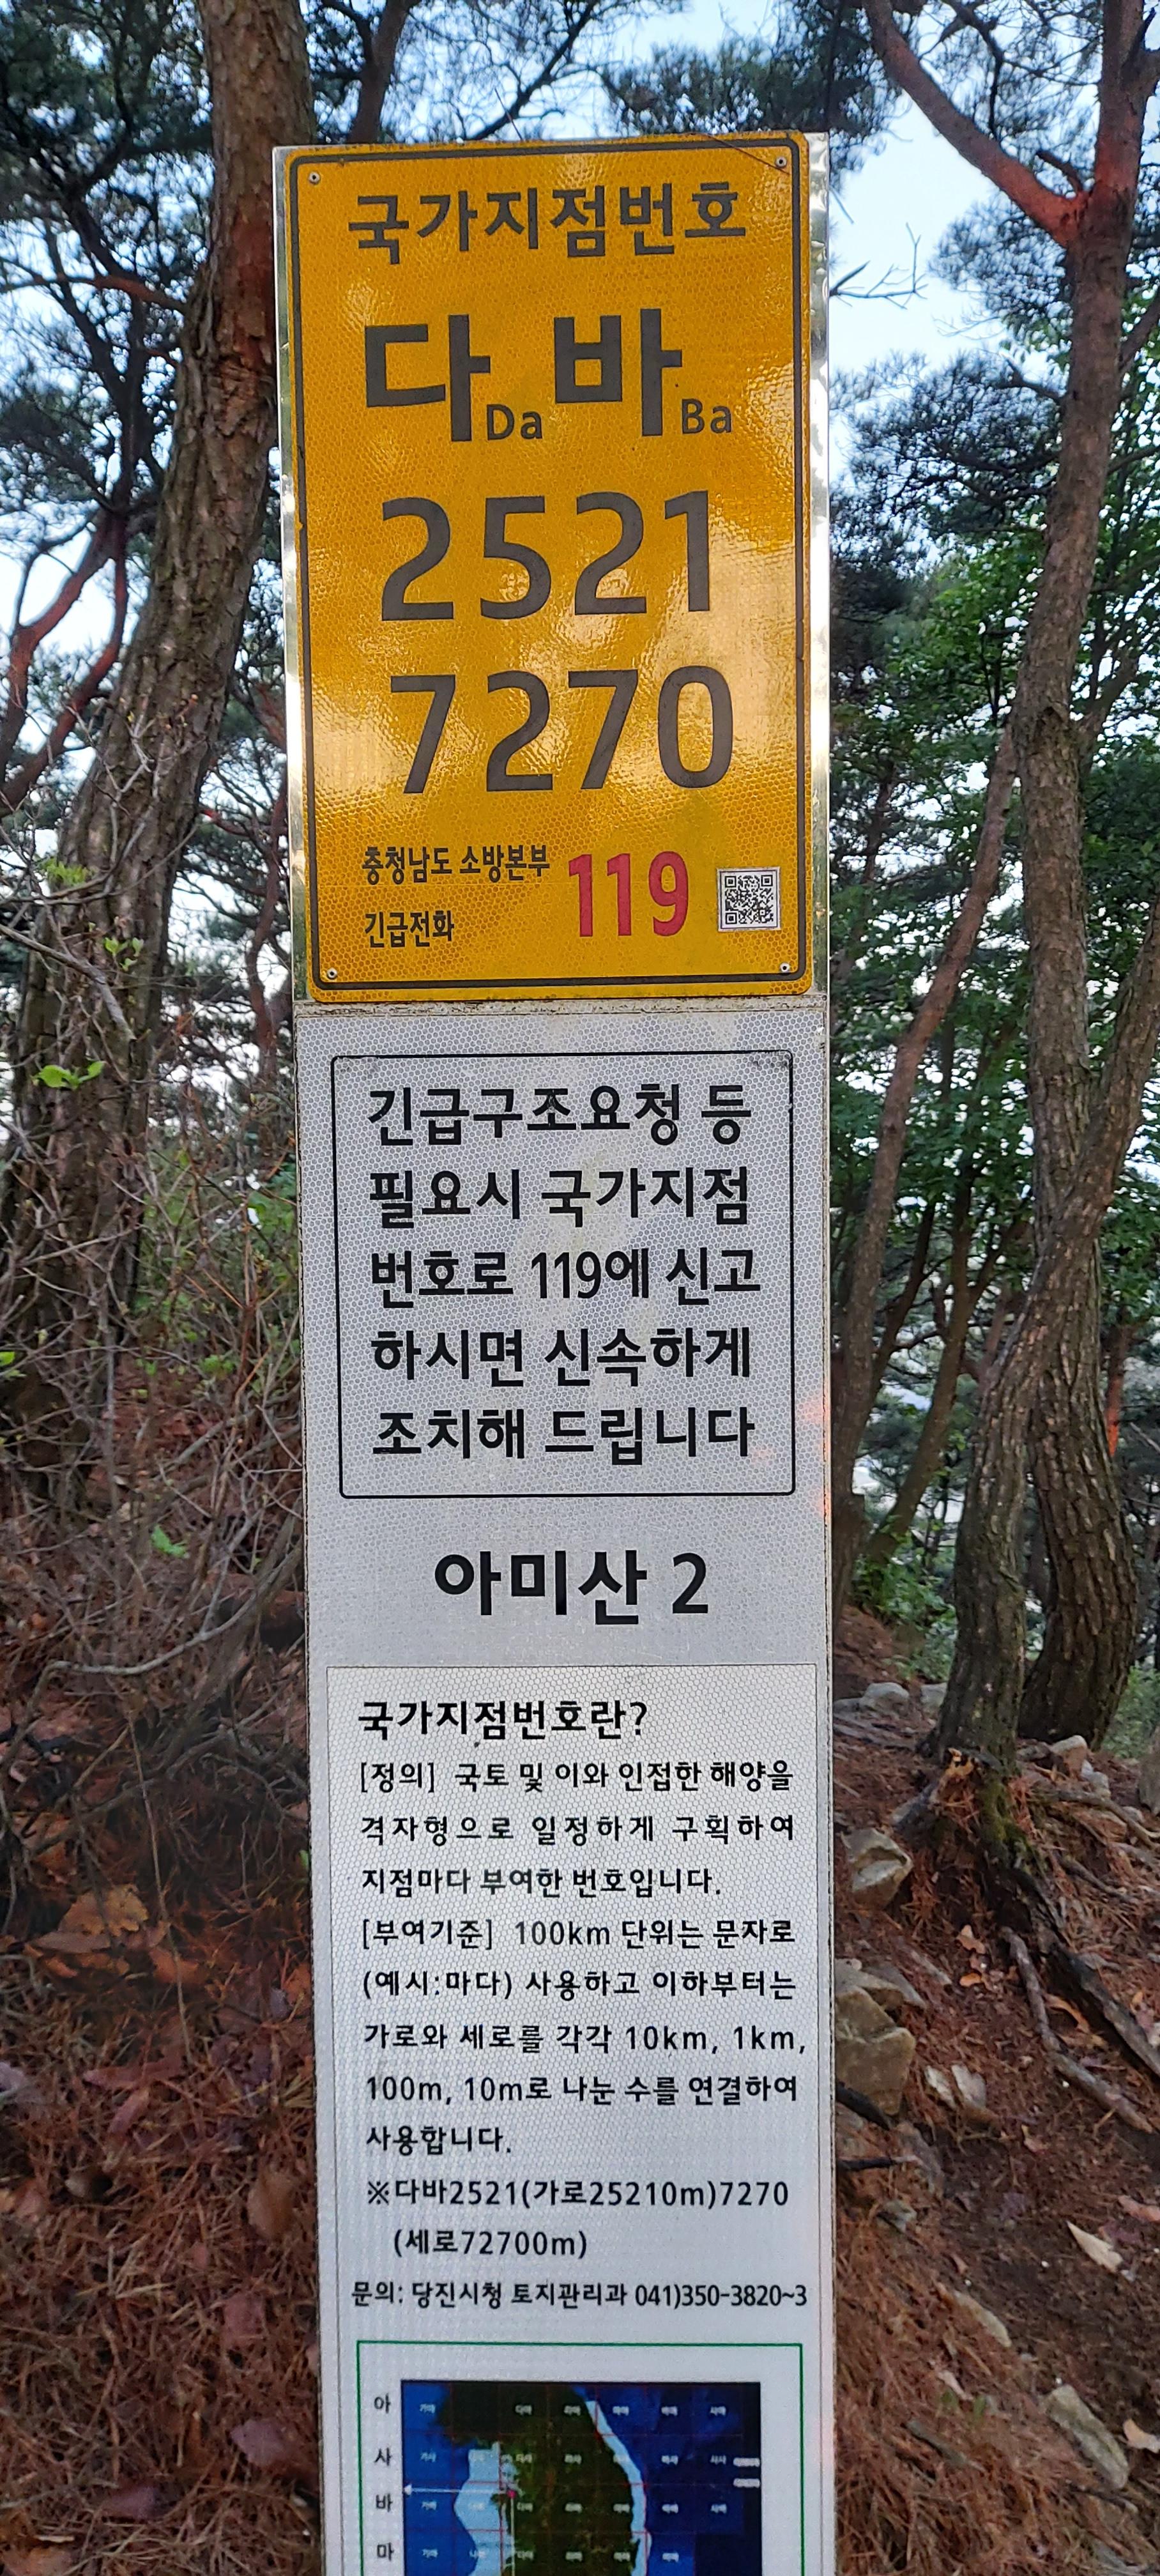 국가지점번호
다Da 바Ba
2521
7270
충청남도 소방본부 119
긴급전화
긴급구조요청 등
필요시 국가지점
번호로 119에 신고
하시면 신속하게
조치해 드립니다
아미산 2
국가지점번호란?
[정의] 국토 및 이와 인접한 해양을
격자형으로 일정하게 구획하여
지점마다 부여한 번호입니다.
[부여기준] 100km 단위는 문자로
(예시:마다) 사용하고 이하부터는
가로와 세로를 각각 10km, 1km,
100m, 10m로 나눈 수를 연결하여
사용합니다.
※다바2521(가로25210m)7270
(세로72700m)
문의: 당진시청 토지관리과 041)350-3820~3
아
사
바
마